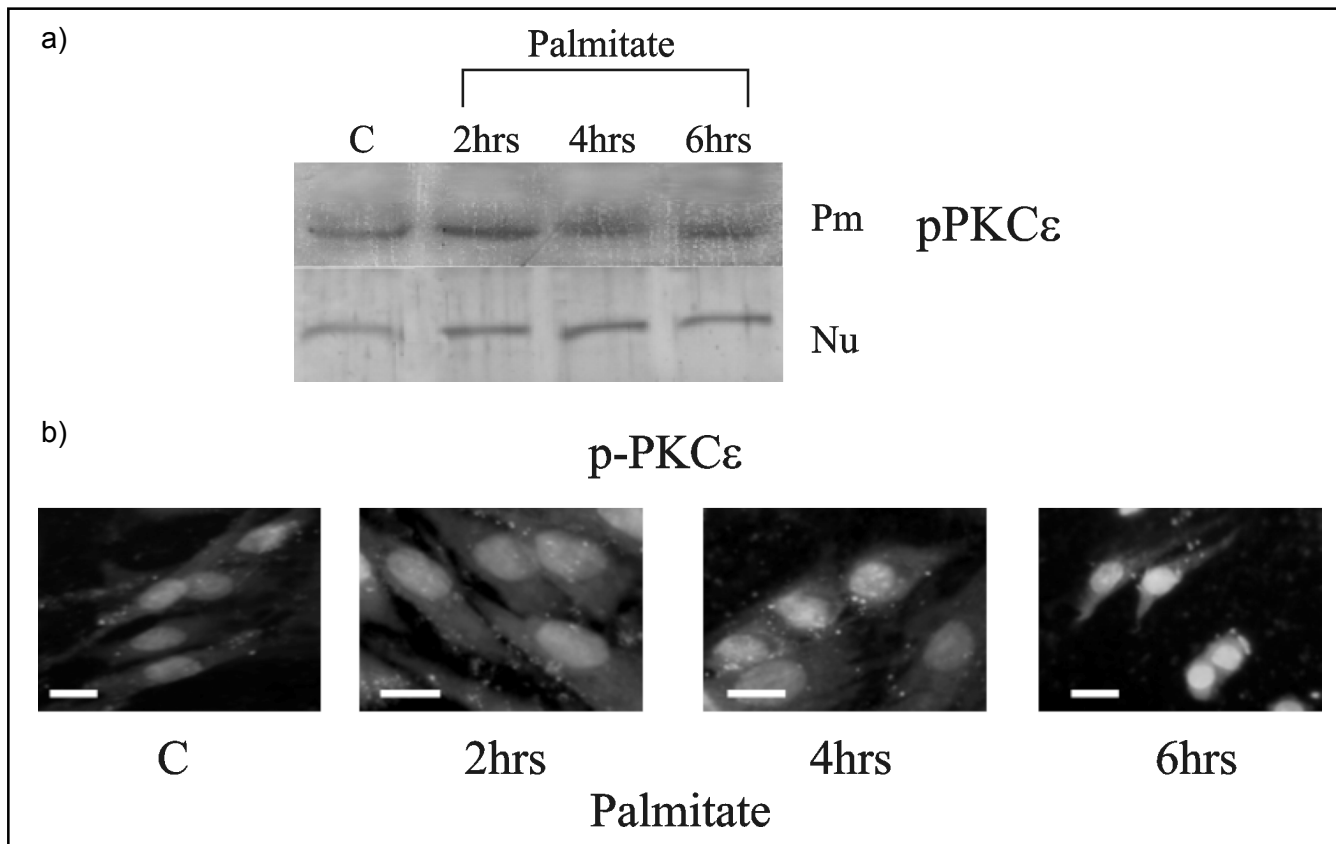 a)
Palmitate
C 2hrs 4hrs 6hrs
Pm pPKCε
Nu
b)
p-PKCε
C 2hrs 4hrs 6hrs
Palmitate